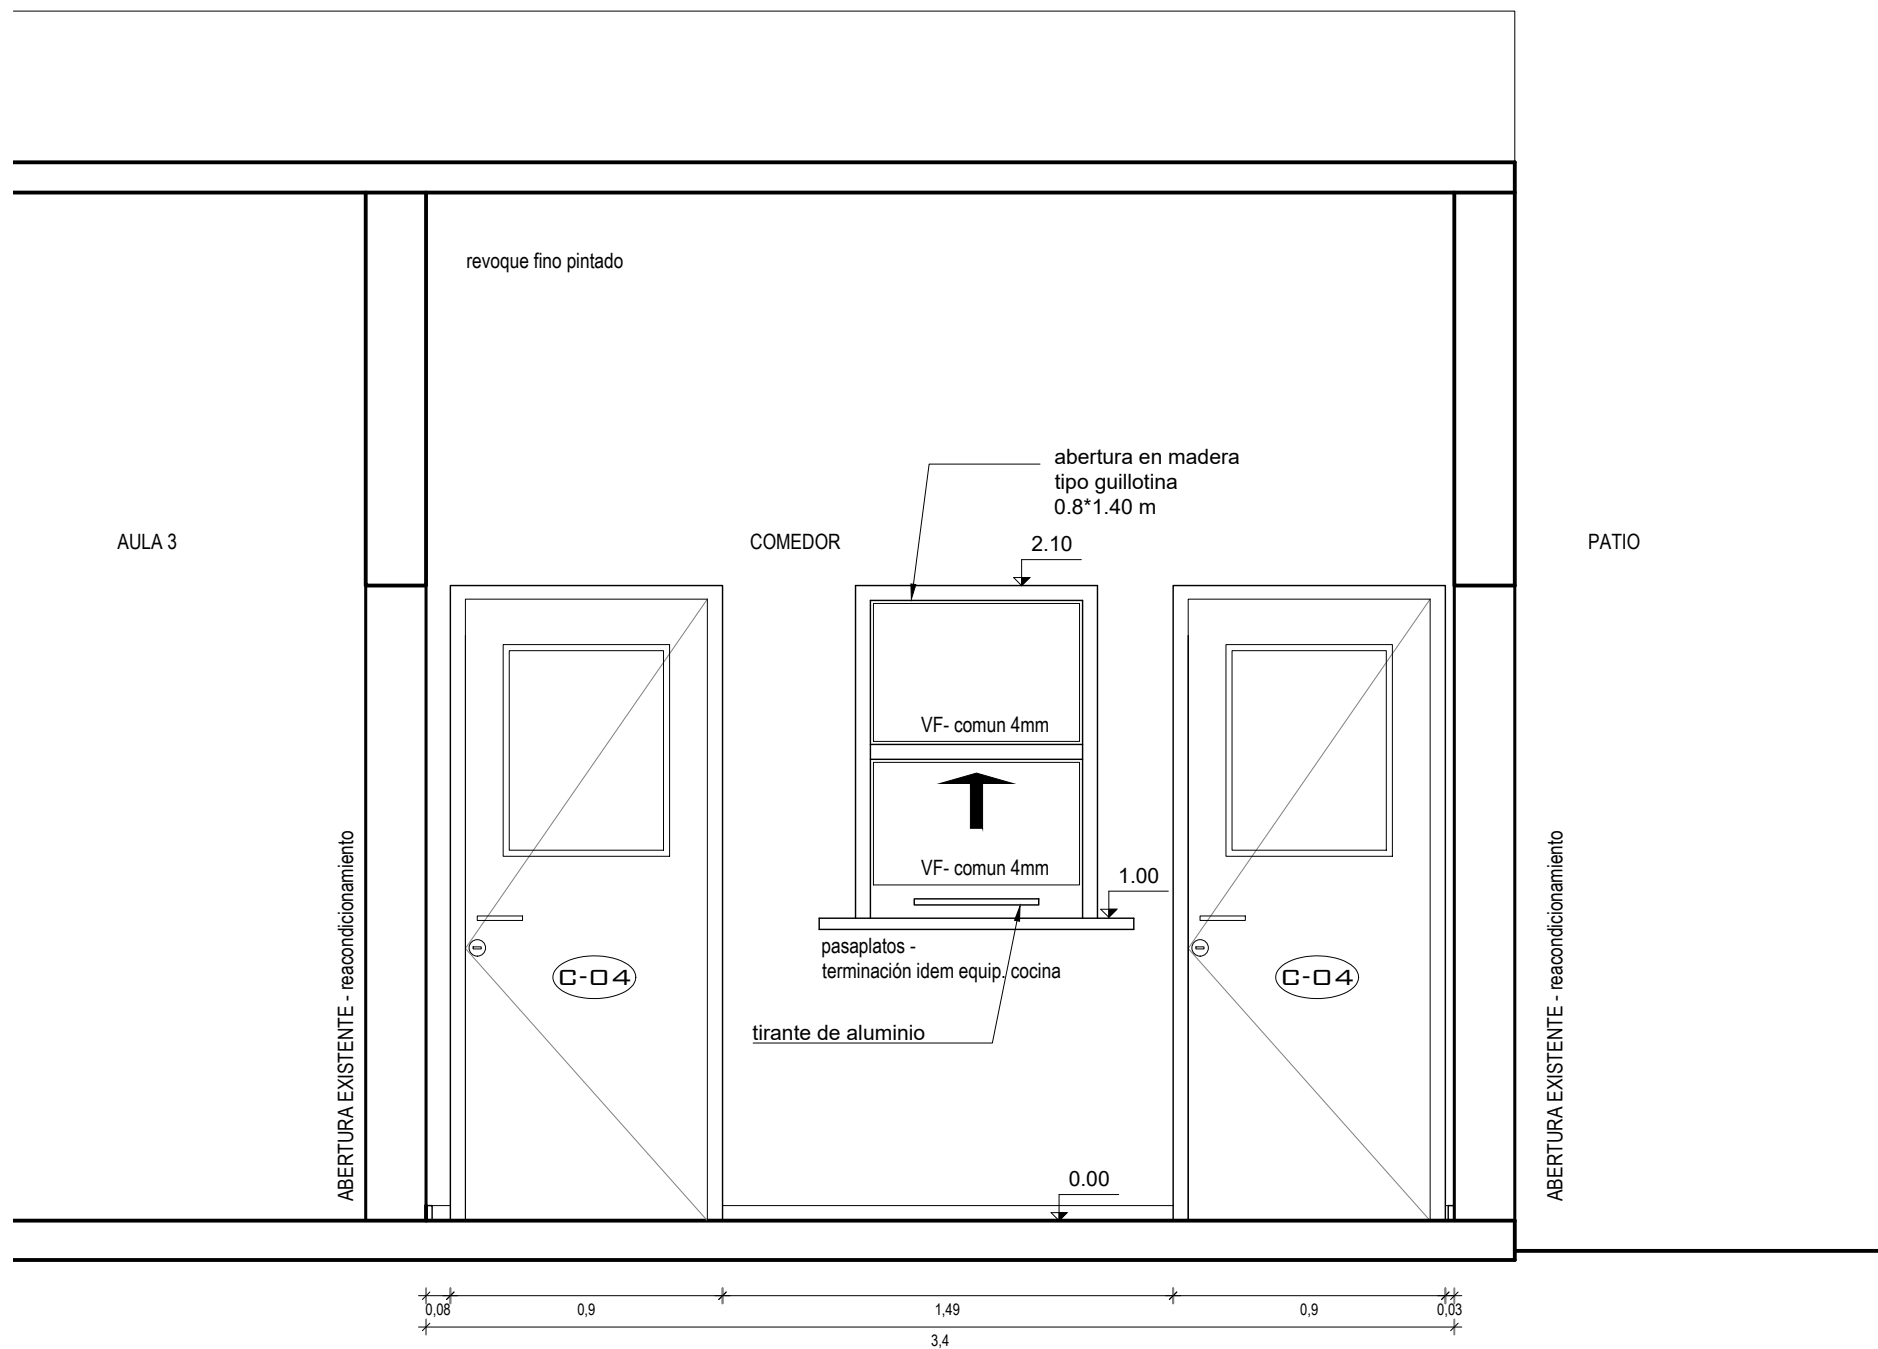 revoque fino pintado
abertura en madera
tipo guillotina
0.8*1.40 m
AULA 3
COMEDOR
2.10
PATIO
VF- comun 4mm
VF- comun 4mm
1.00
pasaplatos -
terminación idem equip. cocina
C-04
C-04
tirante de aluminio
ABERTURA EXISTENTE - reacondicionamiento
ABERTURA EXISTENTE - reacondicionamiento
0.00
0,08
0,9
1,49
0,9
0,03
3,4